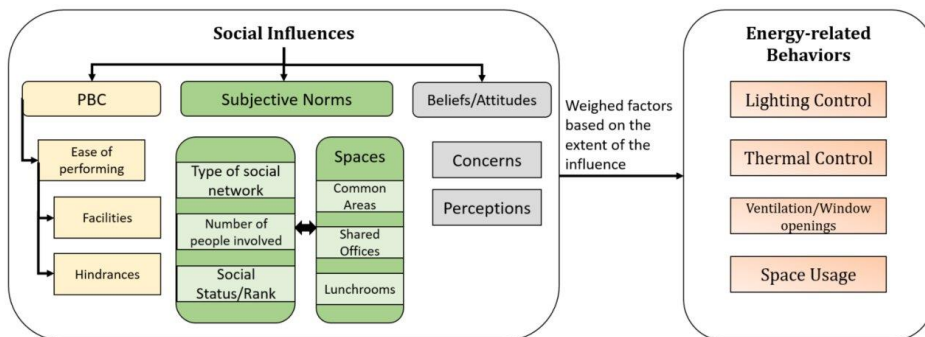 Social Influences
PBC
Subjective Norms
Beliefs/Attitudes
Ease of
performing
Facilities
Hindrances
Type of social
network
Number of
people involved
Social
Status/Rank
Spaces
Common
Areas
Shared
Offices
Lunchrooms
Concerns
Perceptions
Weighed factors
based on the
extent of the
influence
Energy-related
Behaviors
Lighting Control
Thermal Control
Ventilation/Window
openings
Space Usage